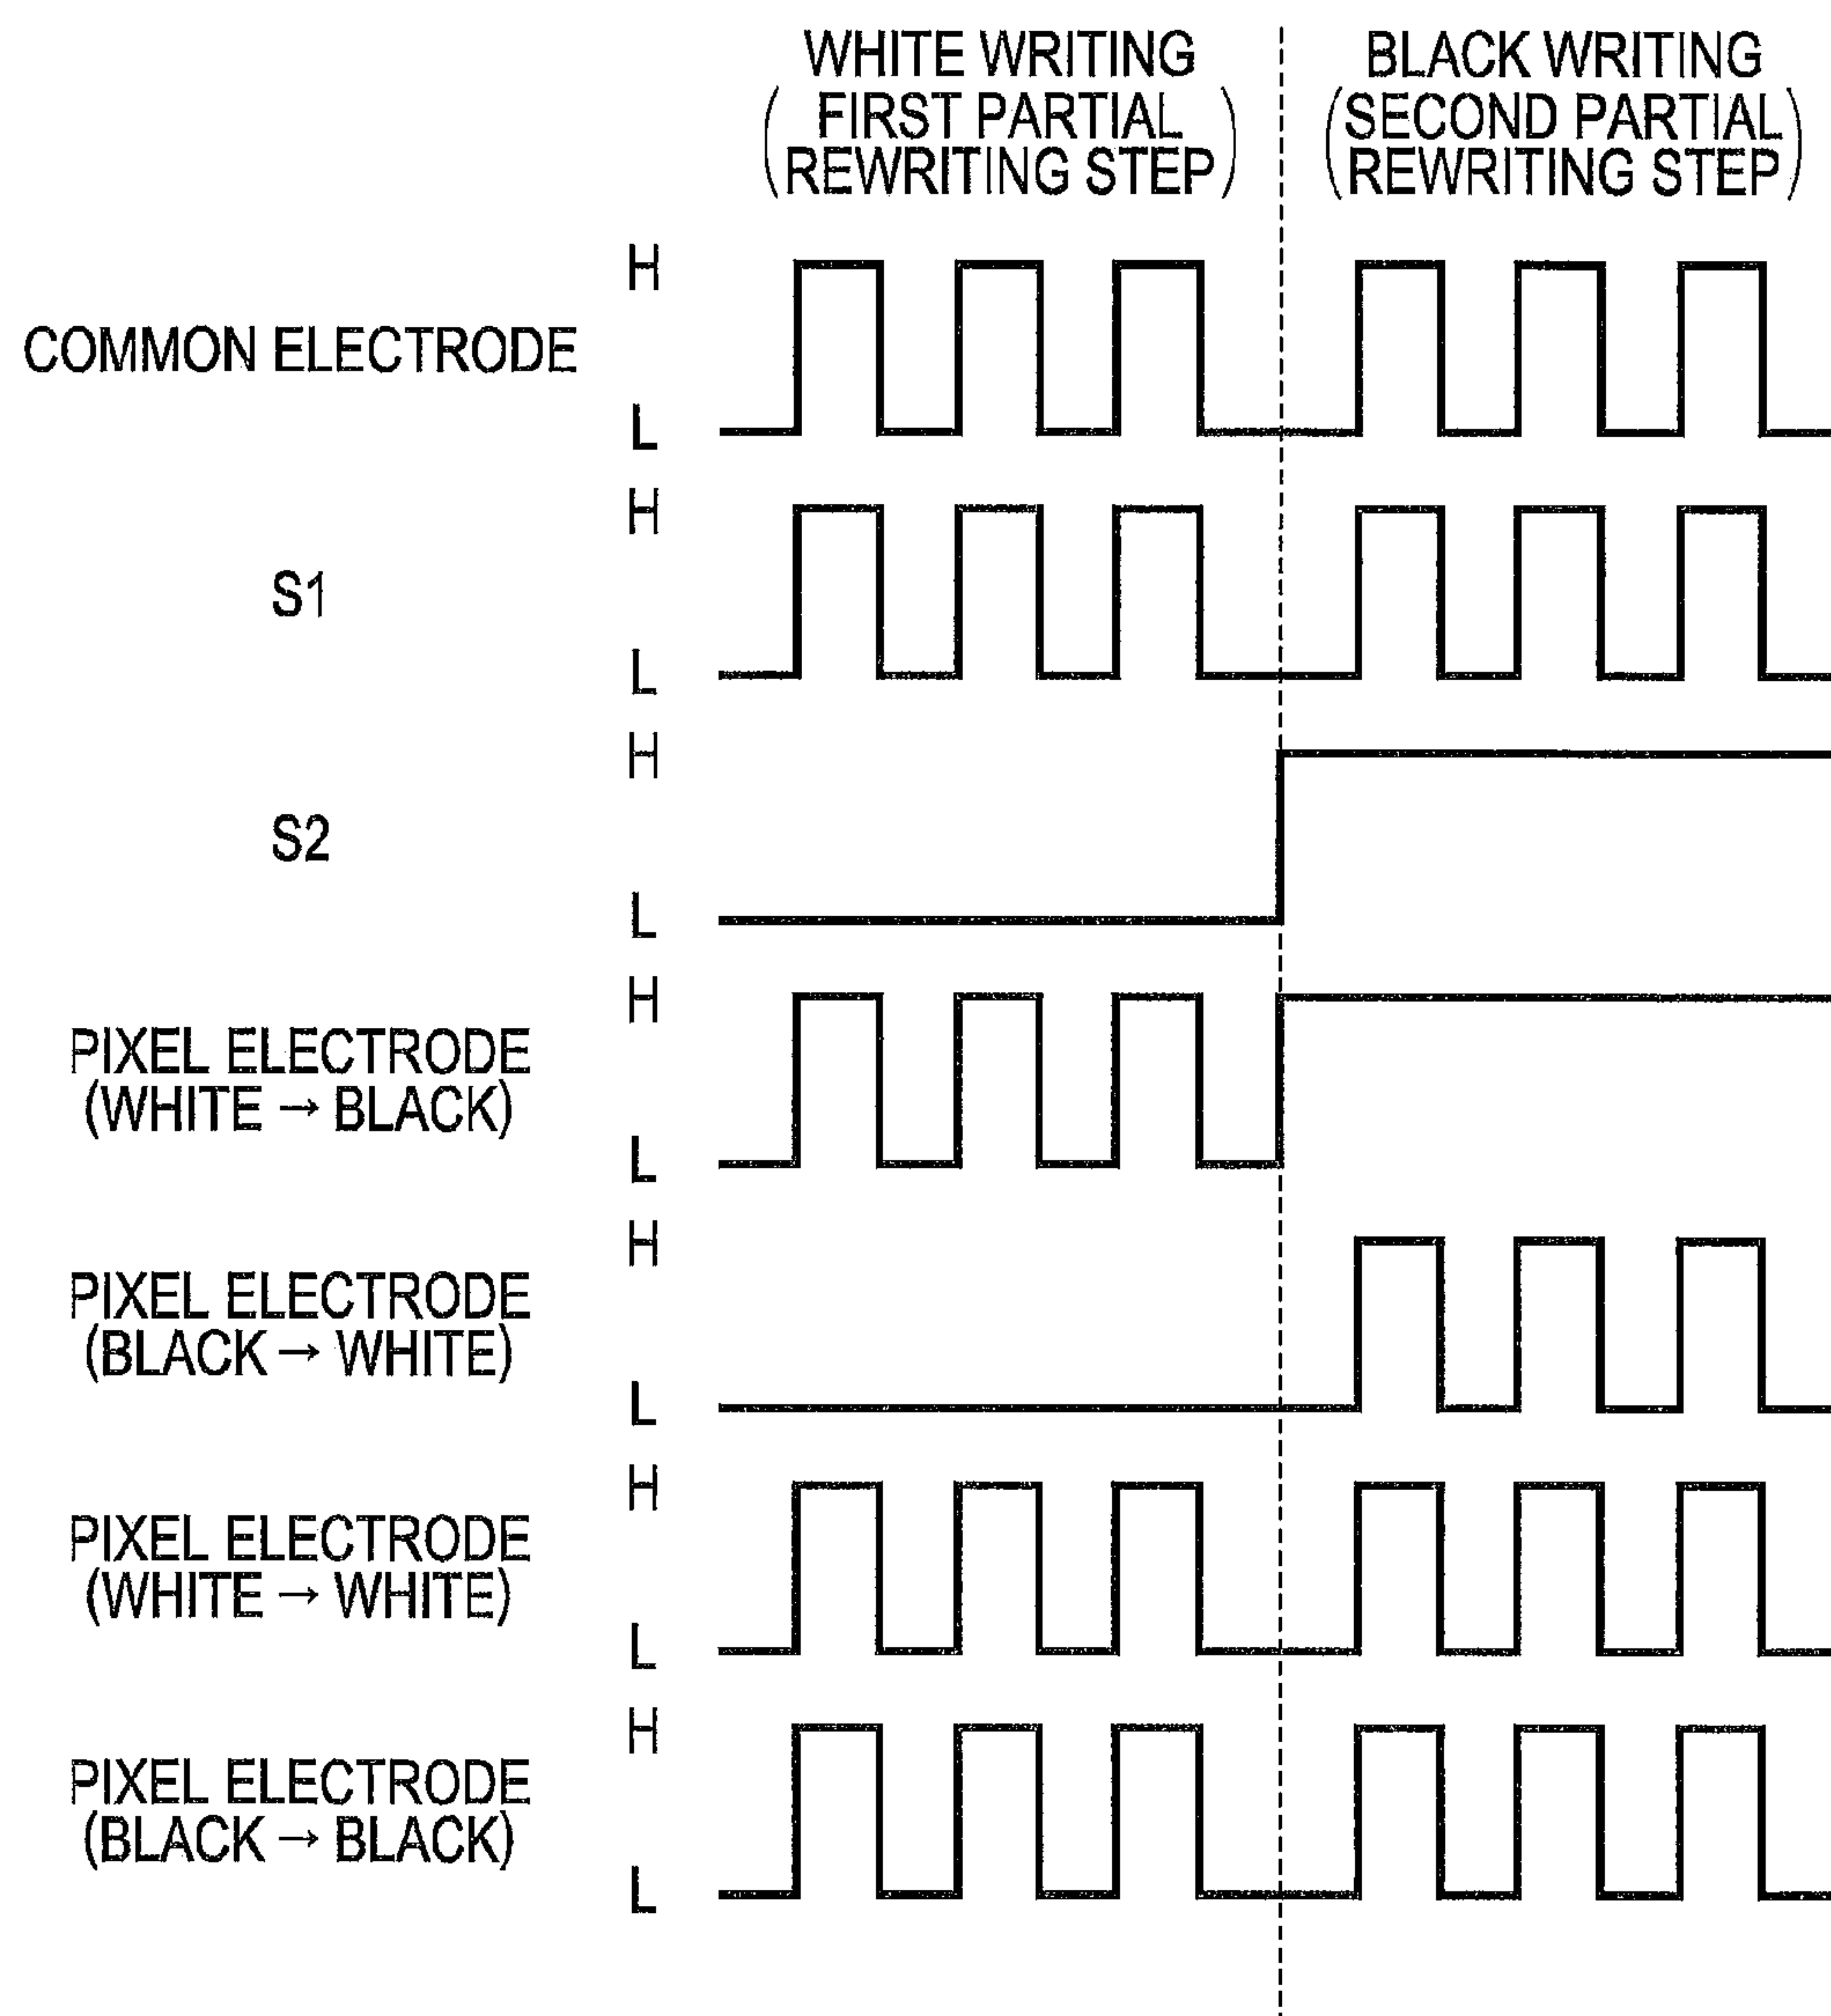 WHITE WRITING
(FIRST PARTIAL
REWRITING STEP)
BLACK WRITING
(SECOND PARTIAL
REWRITING STEP)
COMMON ELECTRODE
H
L
S1
H
L
S2
H
L
PIXEL ELECTRODE
(WHITE → BLACK)
H
L
PIXEL ELECTRODE
(BLACK → WHITE)
H
L
PIXEL ELECTRODE
(WHITE → WHITE)
H
L
PIXEL ELECTRODE
(BLACK → BLACK)
H
L